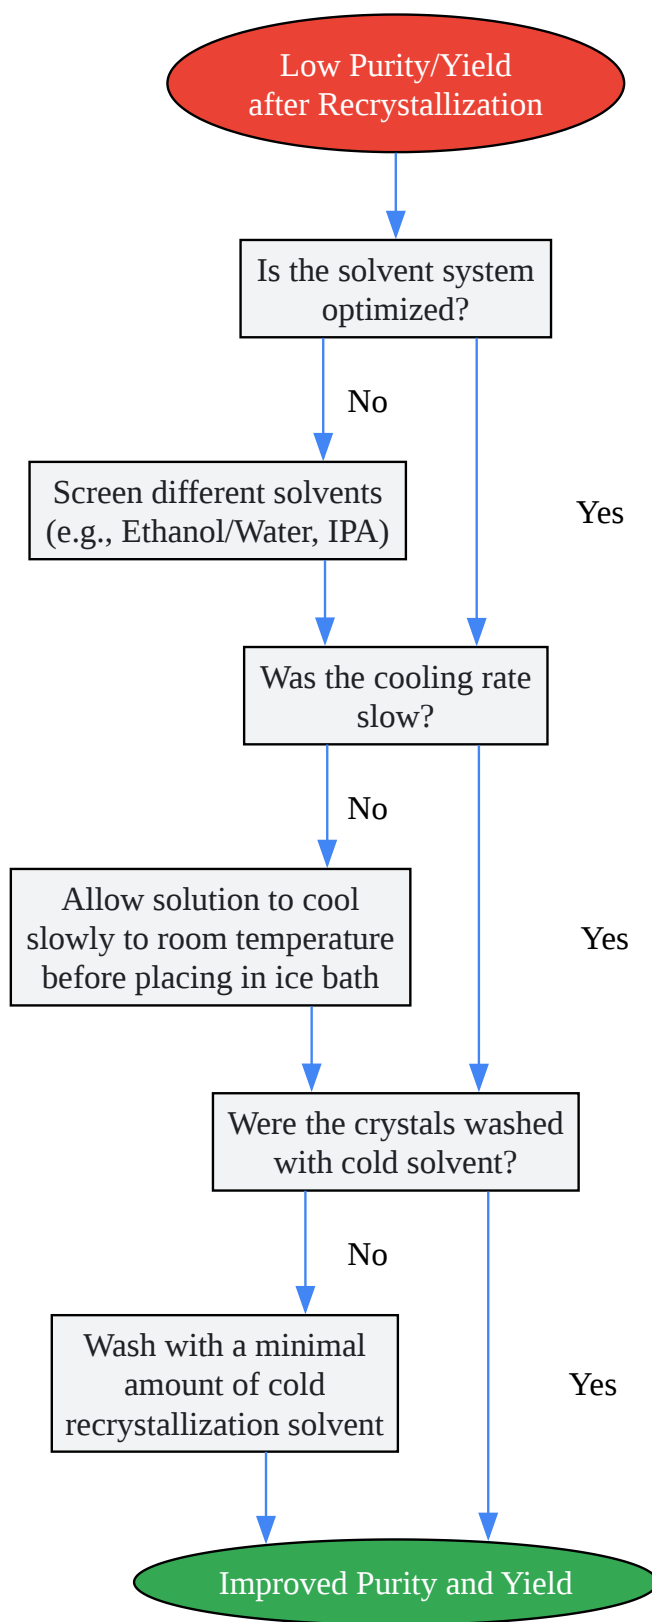 Low Purity/Yield
after Recrystallization
Is the solvent system
optimized?
No
Screen different solvents
(e.g., Ethanol/Water, IPA)
Yes
Was the cooling rate
slow?
No
Allow solution to cool
slowly to room temperature
before placing in ice bath
Yes
Were the crystals washed
with cold solvent?
No
Wash with a minimal
amount of cold
recrystallization solvent
Yes
Improved Purity and Yield